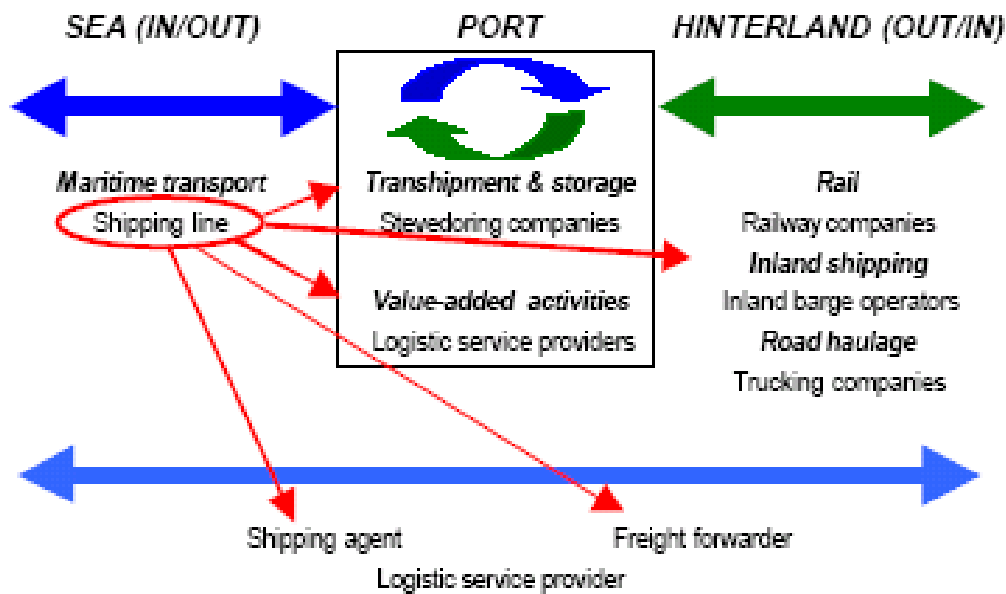 SEA (IN/OUT)
PORT
HINTERLAND (OUT/IN)
Maritime transport
Shipping line
Transhipment & storage
Stevedoring companies
Value-added activities
Logistic service providers
Rail
Railway companies
Inland shipping
Inland barge operators
Road haulage
Trucking companies
Shipping agent
Freight forwarder
Logistic service provider